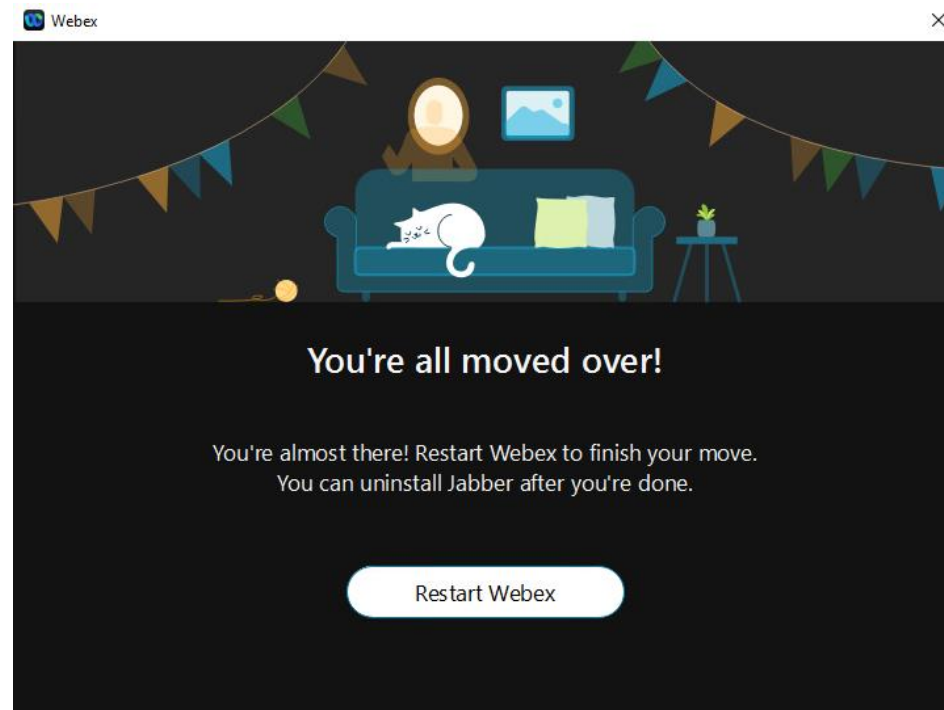 Webex
You're all moved over!
You're almost there! Restart Webex to finish your move.
You can uninstall Jabber after you're done.
Restart Webex